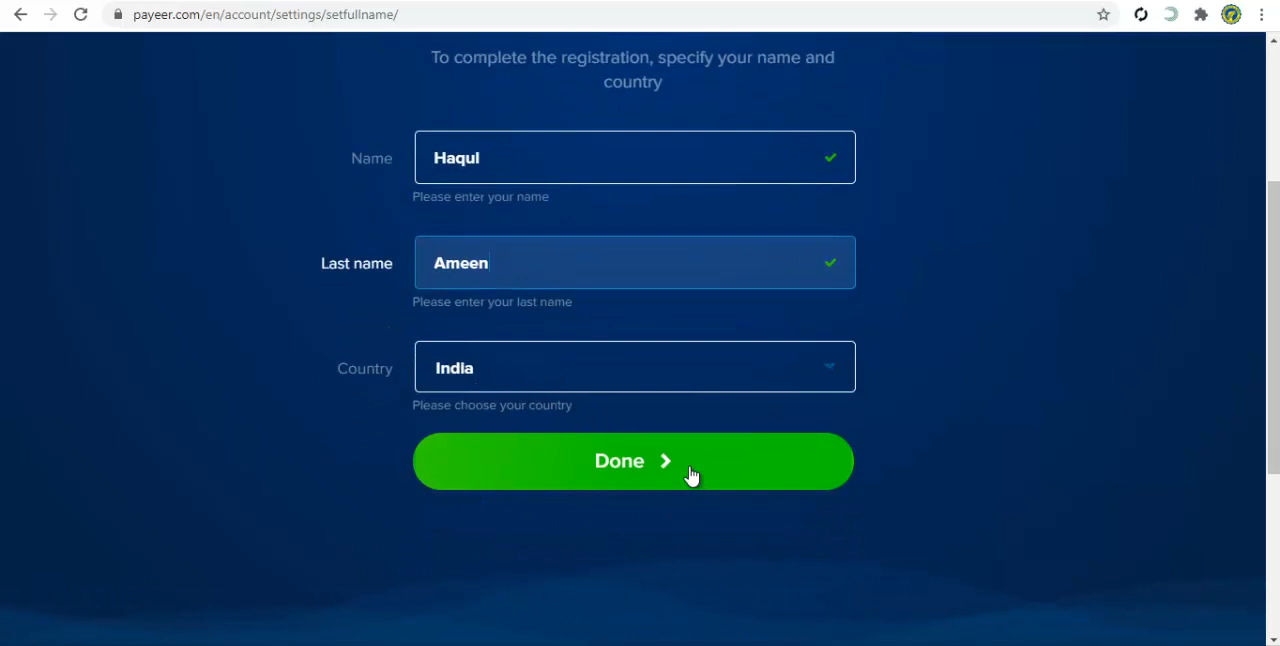 payeer.com/en/account/settings/setfullname/
To complete the registration, specify your name and
country
Name
Haqul
Please enter your name
Last name
Ameen
Please enter your last name
Country
India
Please choose your country
Done